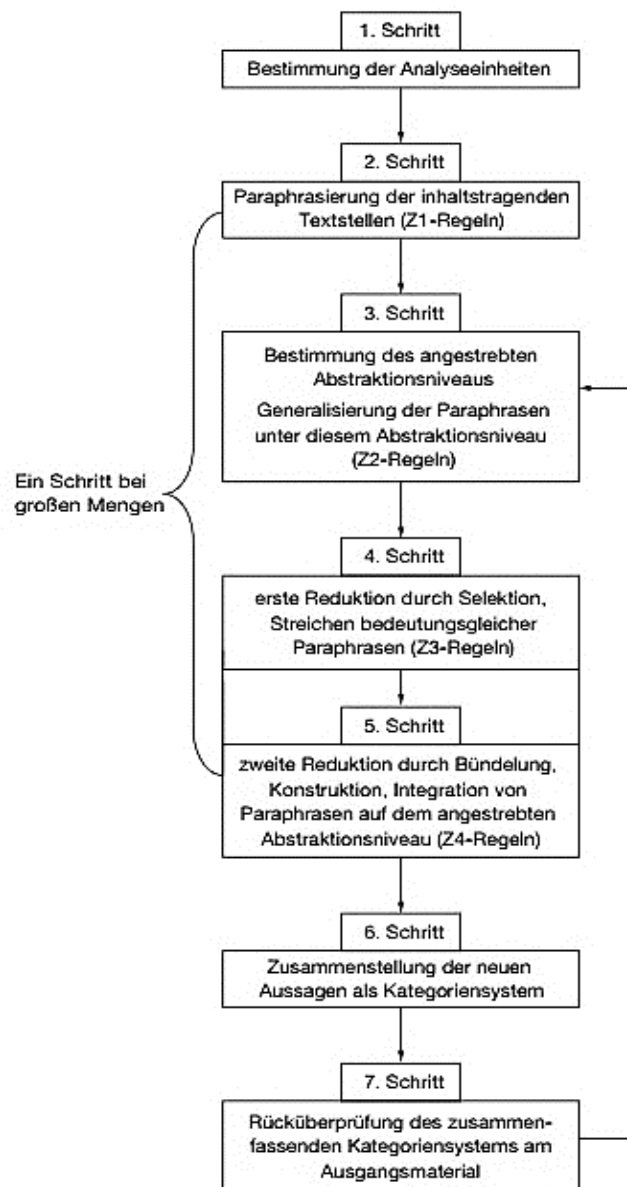 1. Schritt
Bestimmung der Analyseeinheiten
2. Schritt
Paraphrasierung der inhaltstragenden
Textstellen (Z1-Regeln)
3. Schritt
Bestimmung des angestrebten
Abstraktionsniveaus
Generalisierung der Paraphrasen
unter diesem Abstraktionsniveau
(Z2-Regeln)
Ein Schritt bei
großen Mengen
4. Schritt
erste Reduktion durch Selektion,
Streichen bedeutungsgleicher
Paraphrasen (Z3-Regeln)
5. Schritt
zweite Reduktion durch Bündelung,
Konstruktion, Integration von
Paraphrasen auf dem angestrebten
Abstraktionsniveau (Z4-Regeln)
6. Schritt
Zusammenstellung der neuen
Aussagen als Kategoriensystem
7. Schritt
Rücküberprüfung des zusammen-
fassenden Kategoriensystems am
Ausgangsmaterial